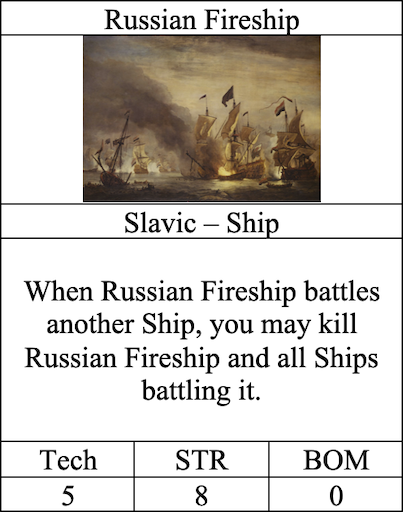 Russian Fireship
Slavic – Ship
When Russian Fireship battles
another Ship, you may kill
Russian Fireship and all Ships
battling it.
Tech STR BOM
5 8 0